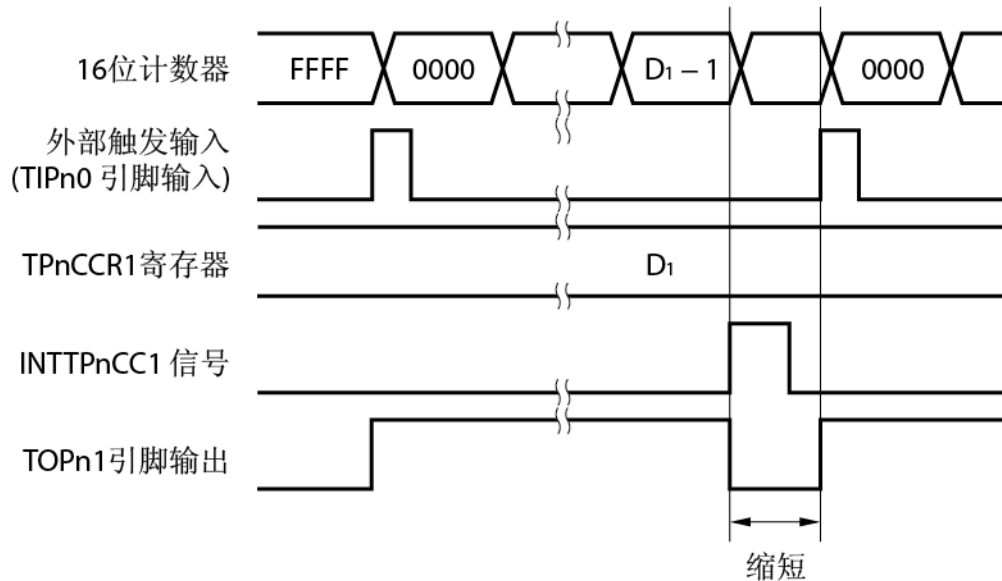 16位计数器 FFFF 0000 D1 – 1 0000
外部触发输入
(TIPn0 引脚输入)
TPnCCR1寄存器 D1
INTTPnCC1 信号
TOPn1引脚输出
缩短